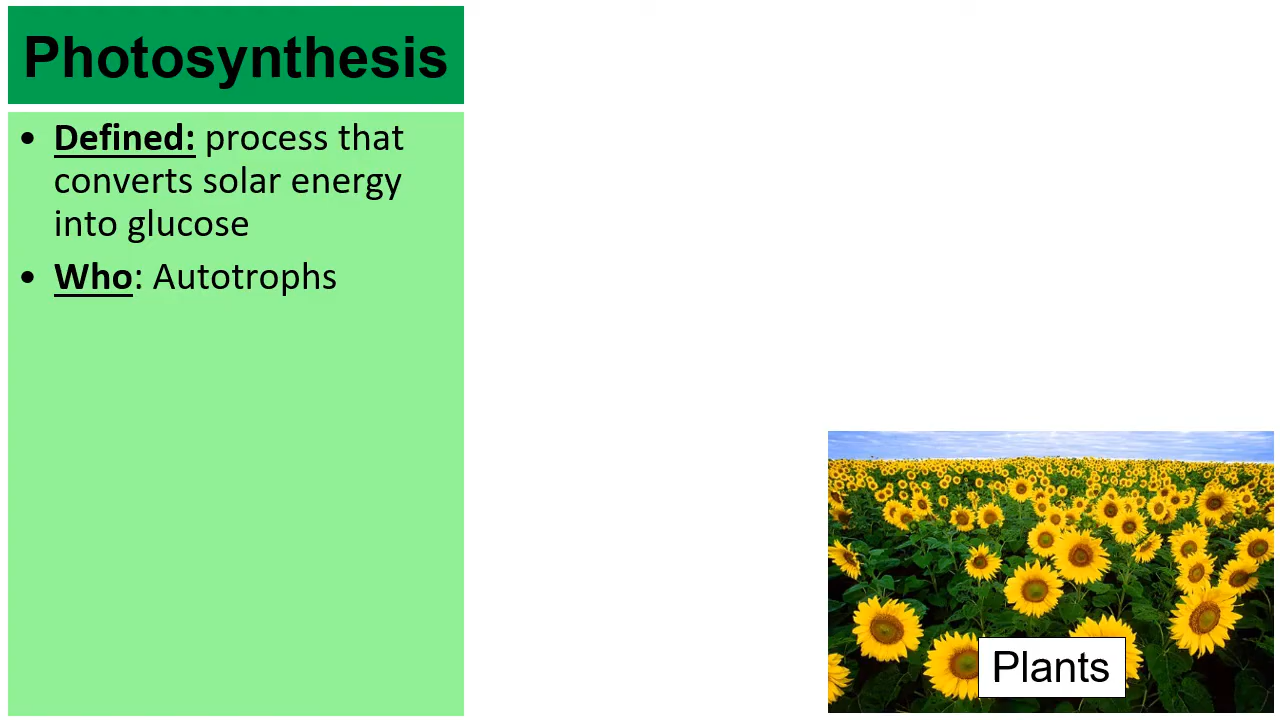 Photosynthesis
• Defined: process that
converts solar energy
into glucose
• Who: Autotrophs
Plants